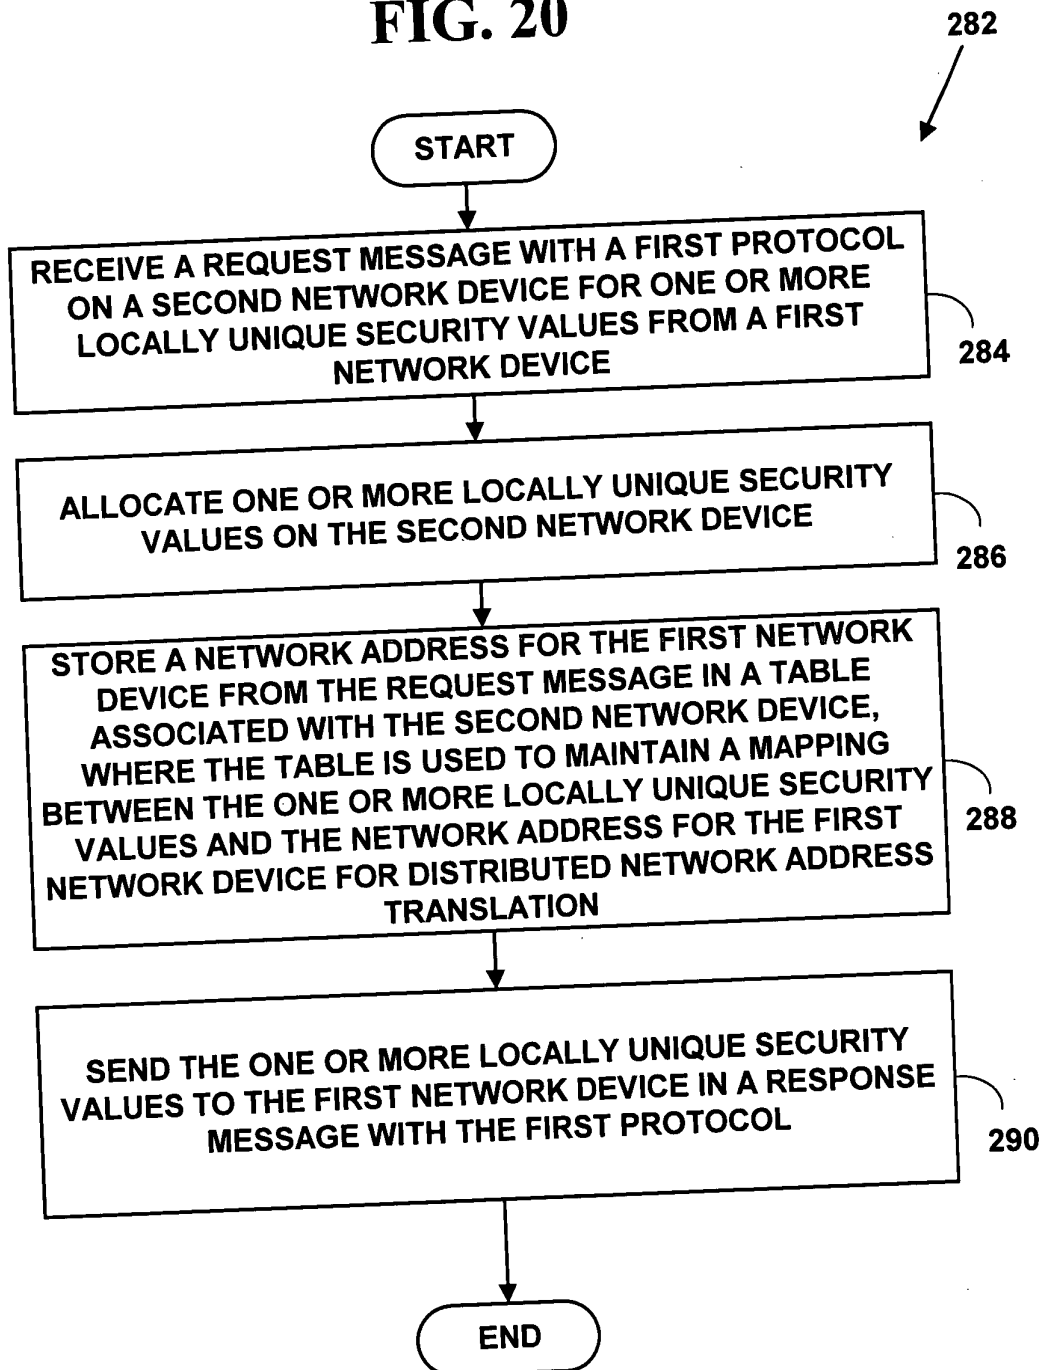 FIG. 20
282
START
RECEIVE A REQUEST MESSAGE WITH A FIRST PROTOCOL
ON A SECOND NETWORK DEVICE FOR ONE OR MORE
LOCALLY UNIQUE SECURITY VALUES FROM A FIRST
NETWORK DEVICE
284
ALLOCATE ONE OR MORE LOCALLY UNIQUE SECURITY
VALUES ON THE SECOND NETWORK DEVICE
286
STORE A NETWORK ADDRESS FOR THE FIRST NETWORK
DEVICE FROM THE REQUEST MESSAGE IN A TABLE
ASSOCIATED WITH THE SECOND NETWORK DEVICE,
WHERE THE TABLE IS USED TO MAINTAIN A MAPPING
BETWEEN THE ONE OR MORE LOCALLY UNIQUE SECURITY
VALUES AND THE NETWORK ADDRESS FOR THE FIRST
NETWORK DEVICE FOR DISTRIBUTED NETWORK ADDRESS
TRANSLATION
288
SEND THE ONE OR MORE LOCALLY UNIQUE SECURITY
VALUES TO THE FIRST NETWORK DEVICE IN A RESPONSE
MESSAGE WITH THE FIRST PROTOCOL
290
END